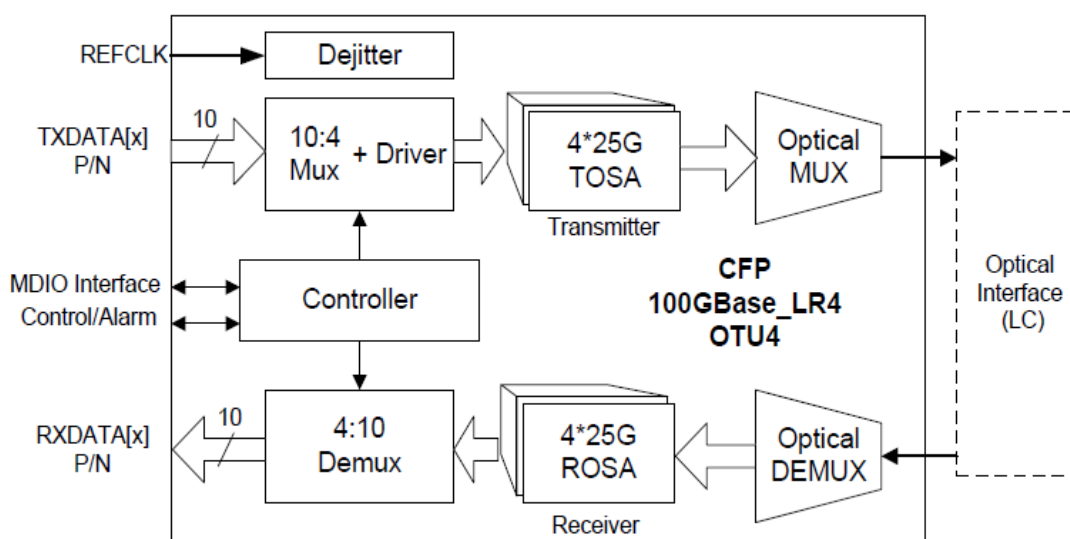 REFCLK
Dejitter
TXDATA[x]
P/N
10
10:4
Mux + Driver
4*25G
TOSA
Transmitter
Optical
MUX
MDIO Interface
Control/Alarm
Controller
CFP
100GBase_LR4
OTU4
Optical
Interface
(LC)
RXDATA[x]
P/N
10
4:10
Demux
4*25G
ROSA
Receiver
Optical
DEMUX